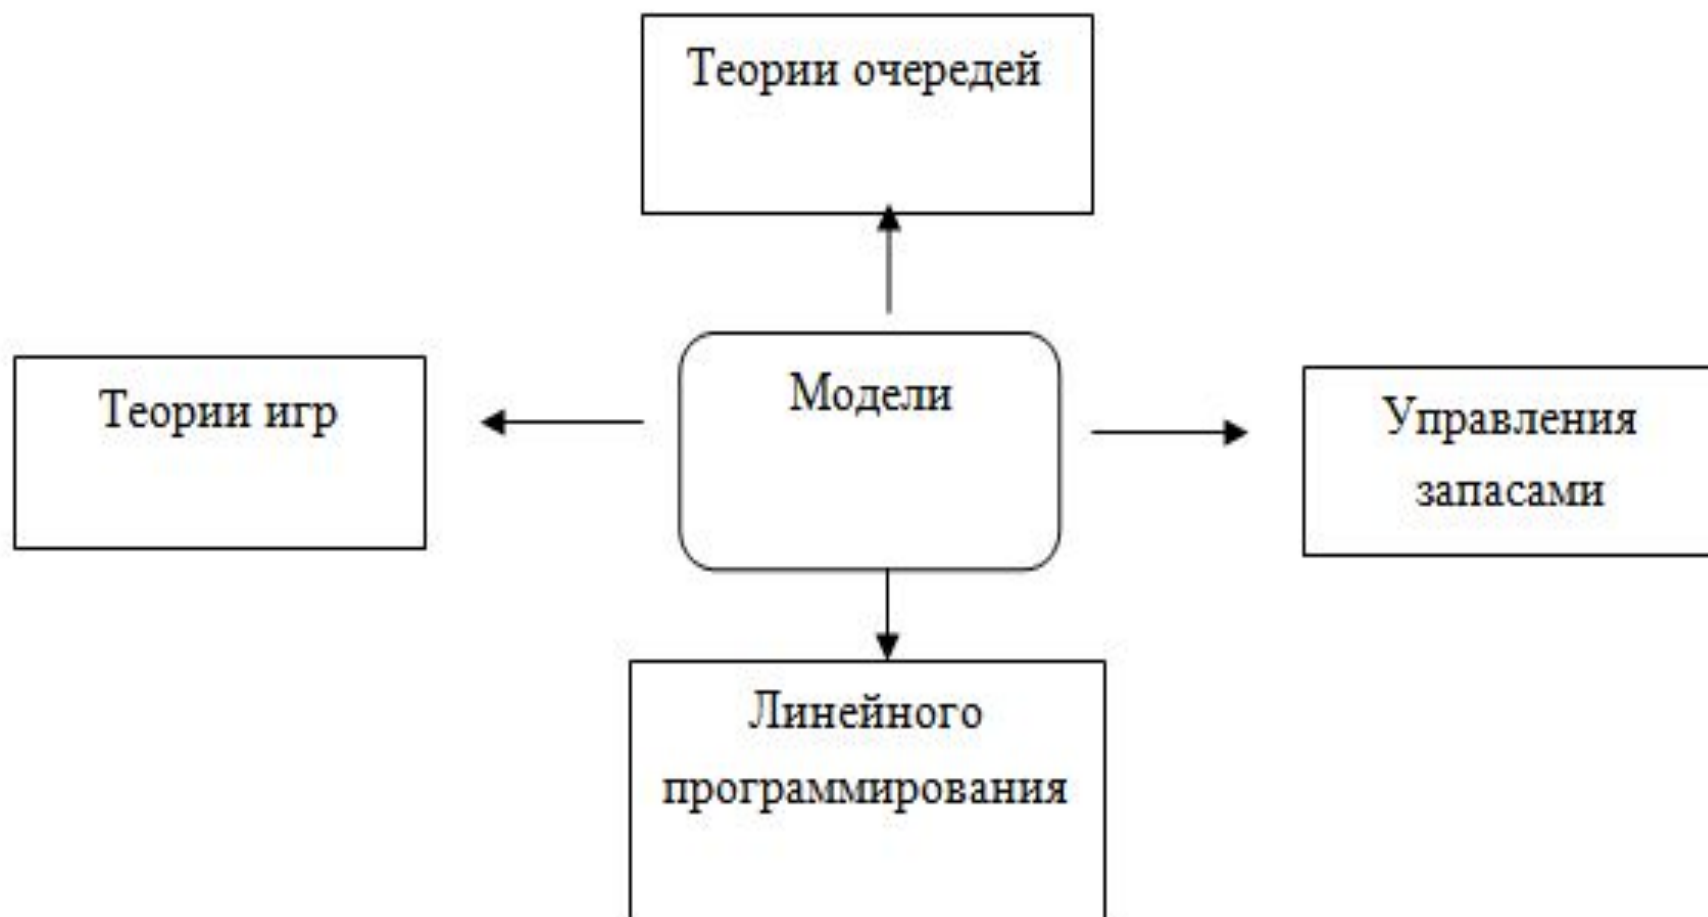 Теории очередей
Теории игр
Модели
Управления
запасами
Линейного
программирования